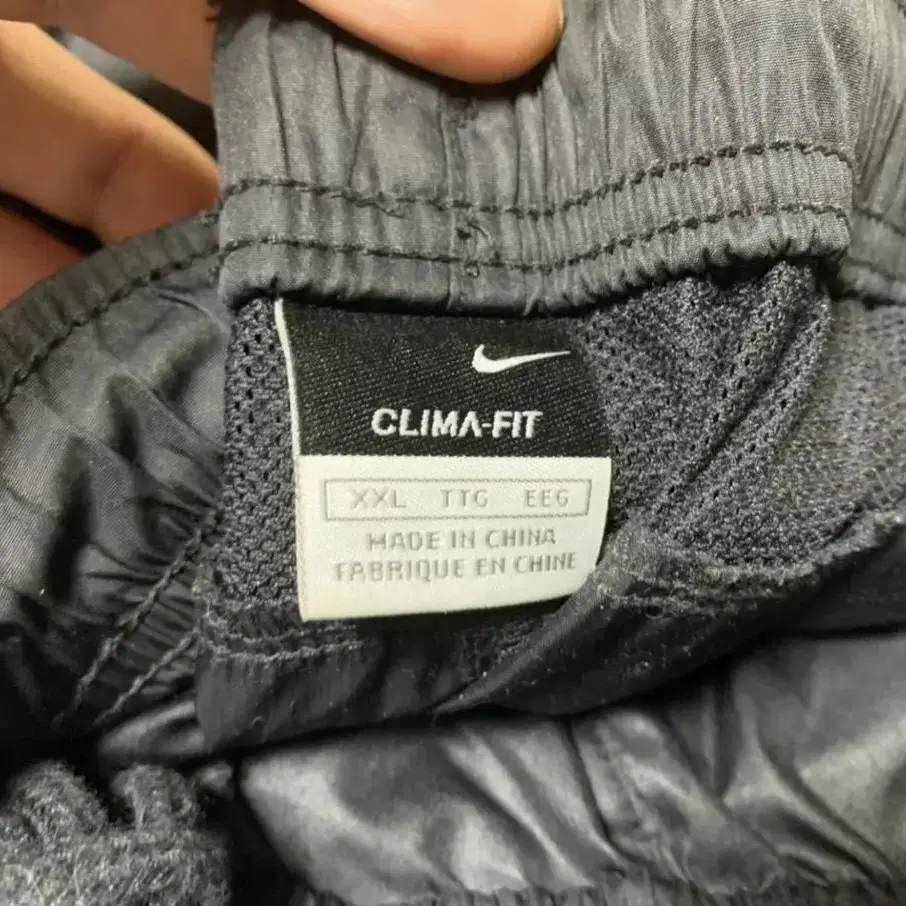 CLIMA-FIT
XXL TTG EEG
MADE IN CHINA
FABRIQUE EN CHINE